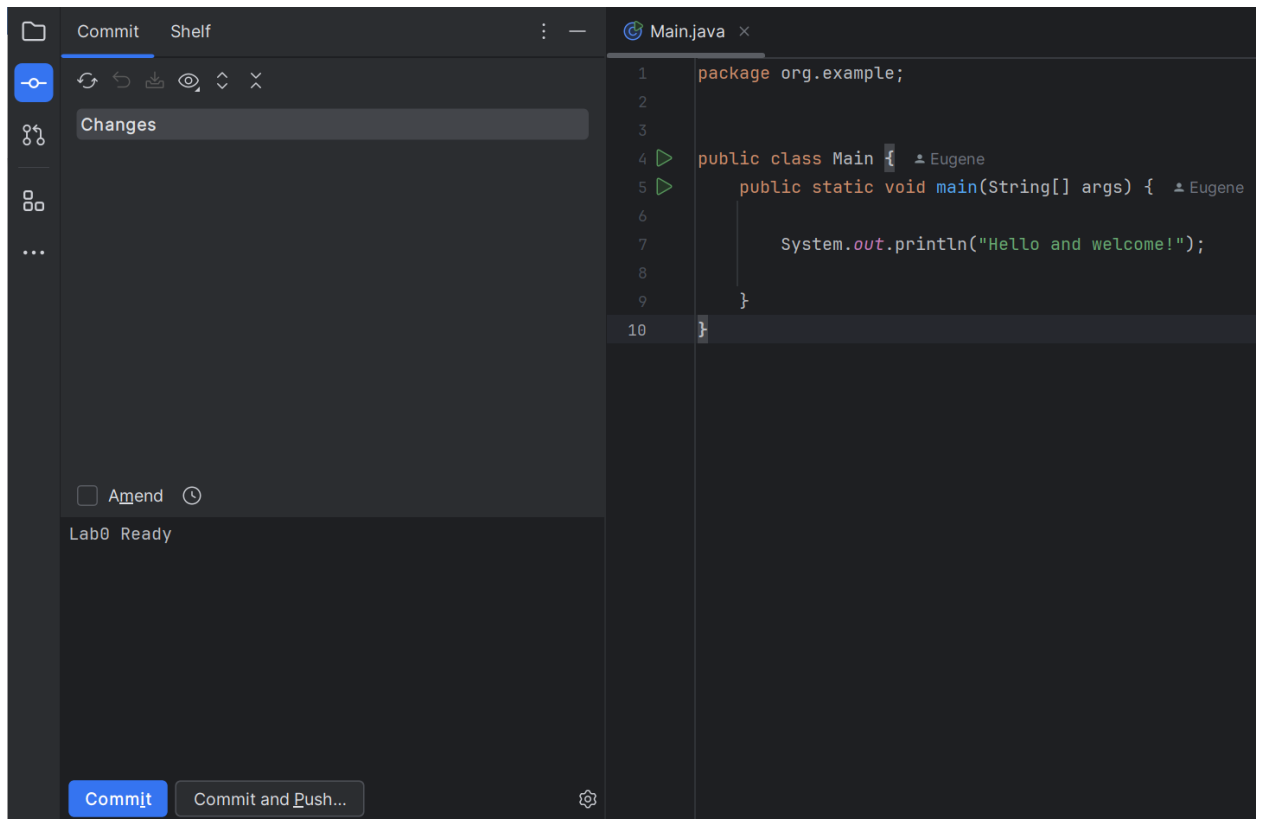 Commit Shelf
Changes
Amend
Lab0 Ready
Commit Commit and Push...
Main.java
1 package org.example;
2
3
4 public class Main { Eugene
5 public static void main(String[] args) { Eugene
6
7 System.out.println("Hello and welcome!");
8
9 }
10 }